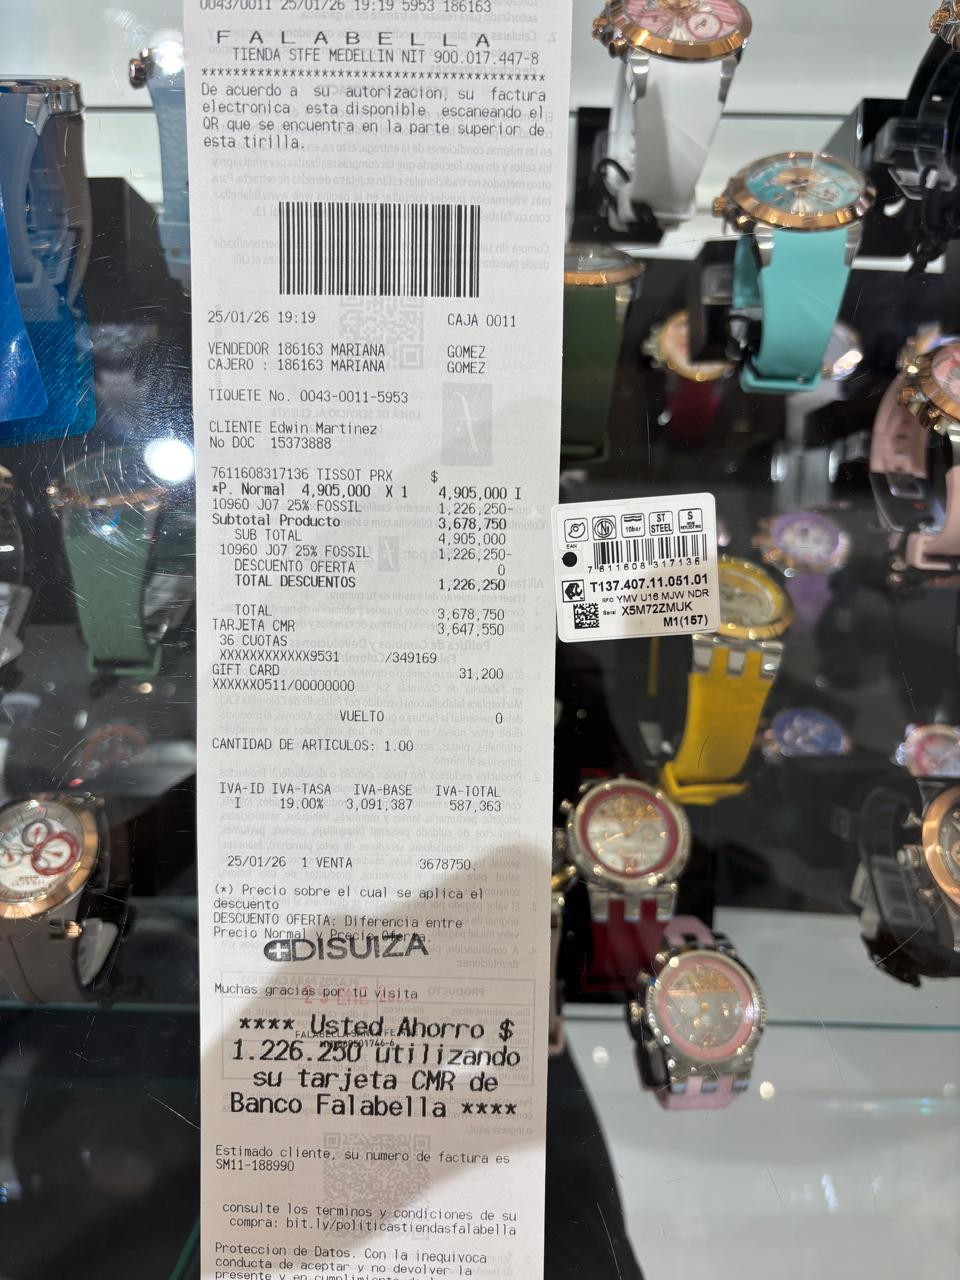 0043/0011 25/01/26 19:19 5953 186163
FALABELLA
TIENDA STFE MEDELLIN NIT 900.017.447-8
******************************************
De acuerdo a su autorizacion, su factura
electronica esta disponible, escaneando el
QR que se encuentra en la parte superior de
esta tirilla.
25/01/26 19:19 CAJA 0011
VENDEDOR 186163 MARIANA GOMEZ
CAJERO : 186163 MARIANA GOMEZ
TIQUETE No. 0043-0011-5953
CLIENTE Edwin Martinez
No DOC 15373888
7611608317136 TISSOT PRX $
*P. Normal 4,905,000 X 1 4,905,000 I
10960 J07 25% FOSSIL 1,226,250-
Subtotal Producto 3,678,750
SUB TOTAL 4,905,000
10960 J07 25% FOSSIL 1,226,250-
DESCUENTO OFERTA 0
TOTAL DESCUENTOS 1,226,250
TOTAL 3,678,750
TARJETA CMR 3,647,550
36 CUOTAS
XXXXXXXXXXXX9531 /349169
GIFT CARD 31,200
XXXXXX0511/00000000
VUELTO 0
CANTIDAD DE ARTICULOS: 1.00
IVA-ID IVA-TASA IVA-BASE IVA-TOTAL
I 19.00% 3,091,387 587,363
25/01/26 1 VENTA 3678750.
(*) Precio sobre el cual se aplica el
descuento
DESCUENTO OFERTA: Diferencia entre
Precio Normal y Precio Oferta.
DISUIZA
Muchas gracias por tu visita
**** Usted Ahorro $
1.226.250 utilizando
su tarjeta CMR de
Banco Falabella ****
Estimado cliente, su numero de factura es
SM11-188990
consulte los terminos y condiciones de su
compra: bit.ly/politicastiendasfalabella
Proteccion de Datos. Con la inequivoca
conducta de aceptar y no devolver la
presente y en cumplimiento de
10bar
ST
STEEL
S
EAN
7 611608 317136
T137.407.11.051.01
RFC YMV U16 MJW NDR
Serial X5M72ZMUK
M1(157)